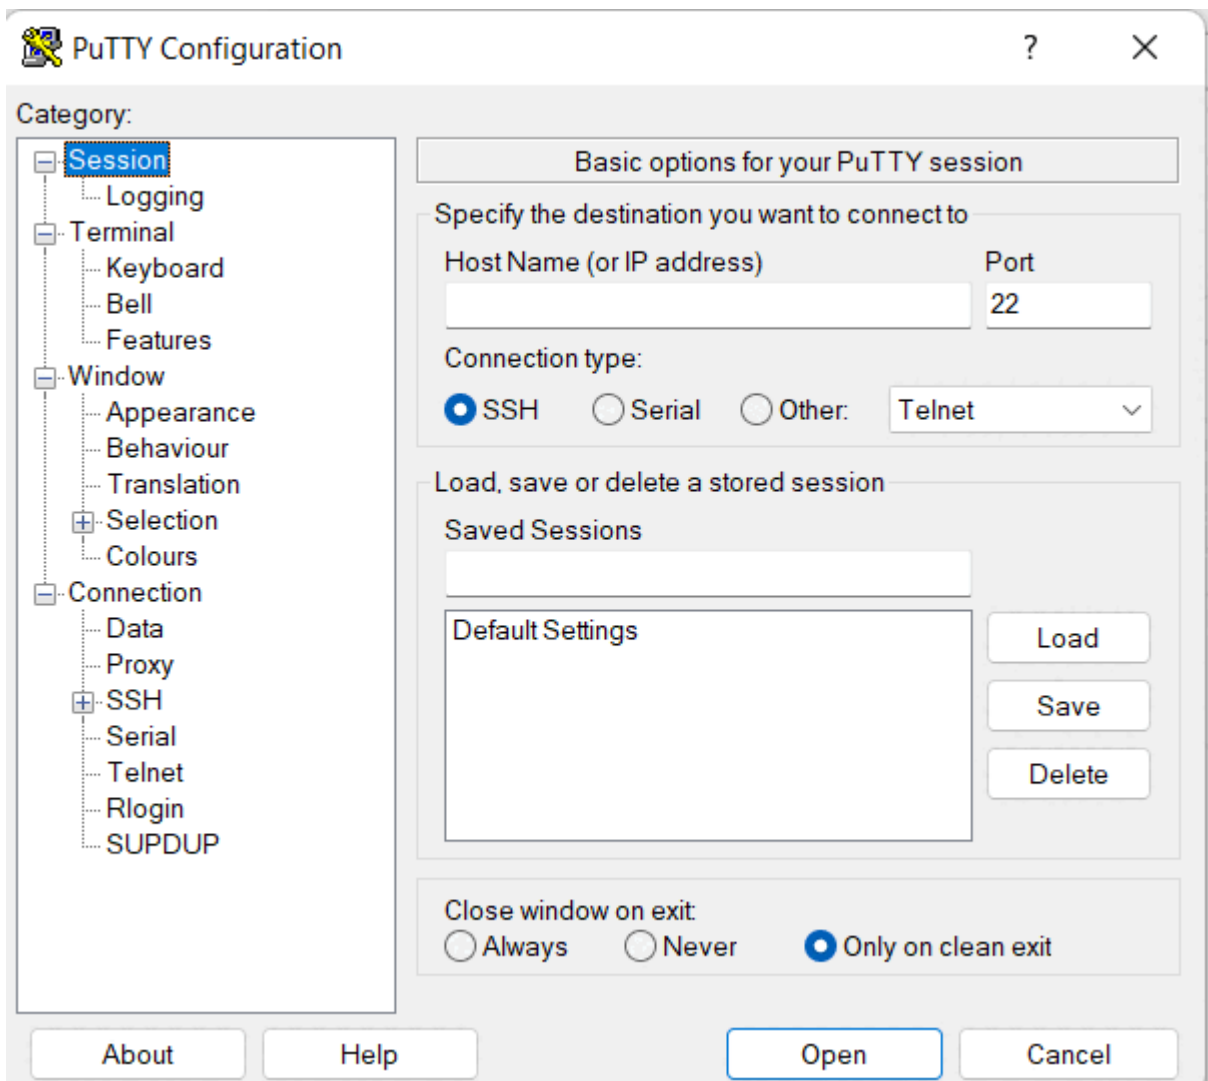 PuTTY Configuration
?
Category:
Session
Logging
Terminal
Keyboard
Bell
Features
Window
Appearance
Behaviour
Translation
Selection
Colours
Connection
Data
Proxy
SSH
Serial
Telnet
Rlogin
SUPDUP
Basic options for your PuTTY session
Specify the destination you want to connect to
Host Name (or IP address) Port
22
Connection type:
SSH Serial Other: Telnet
Load, save or delete a stored session
Saved Sessions
Default Settings
Load
Save
Delete
Close window on exit:
Always Never Only on clean exit
About Help Open Cancel